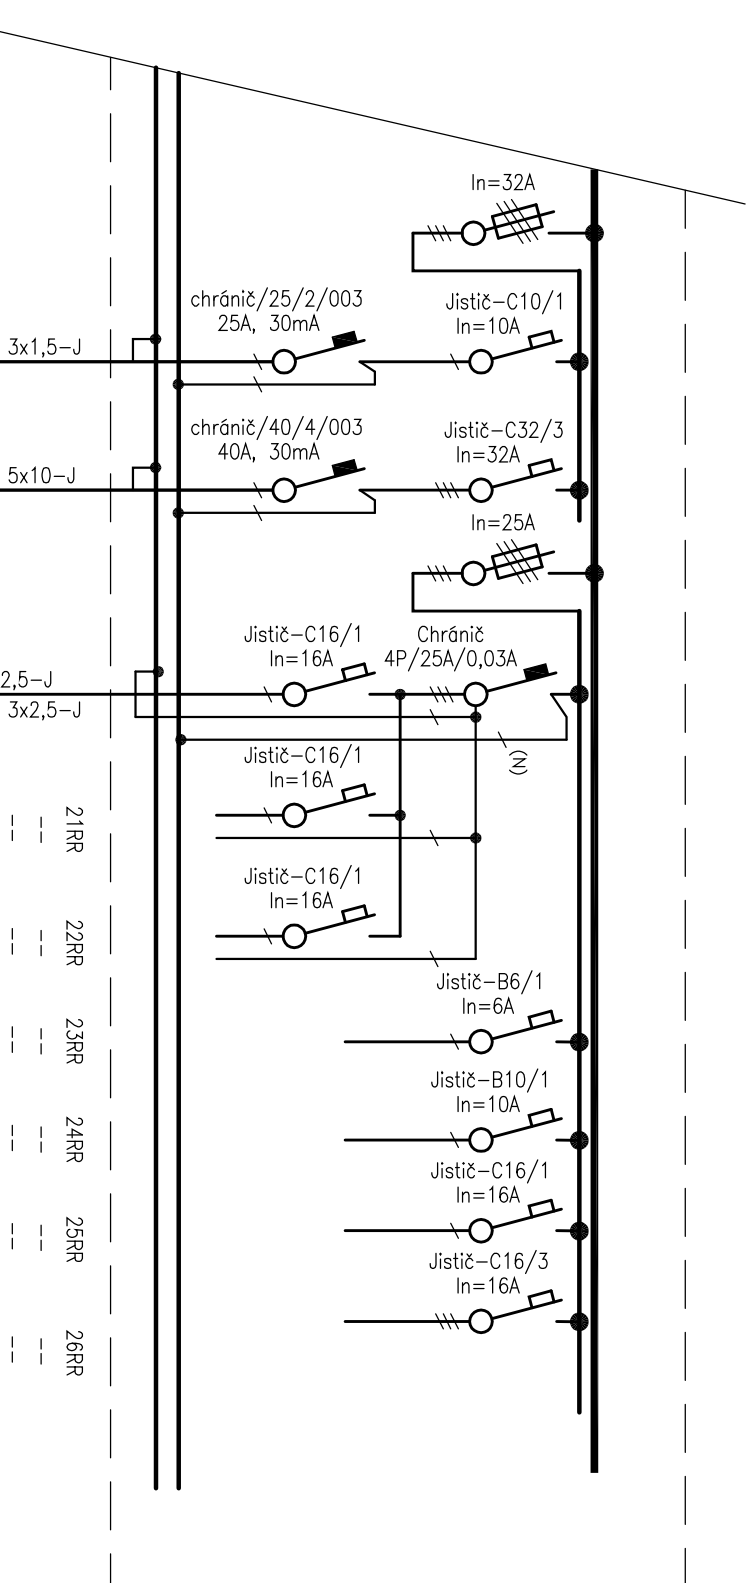 In=32A
chránič/25/2/003
25A, 30mA
Jistič-C10/1
In=10A
3x1,5-J
chránič/40/4/003
40A, 30mA
Jistič-C32/3
In=32A
5x10-J
In=25A
Jistič-C16/1
In=16A
Chránič
4P/25A/0,03A
2,5-J
3x2,5-J
Jistič-C16/1
In=16A
(N)
21RR
Jistič-C16/1
In=16A
22RR
Jistič-B6/1
In=6A
23RR
Jistič-B10/1
In=10A
24RR
Jistič-C16/1
In=16A
25RR
Jistič-C16/3
In=16A
26RR